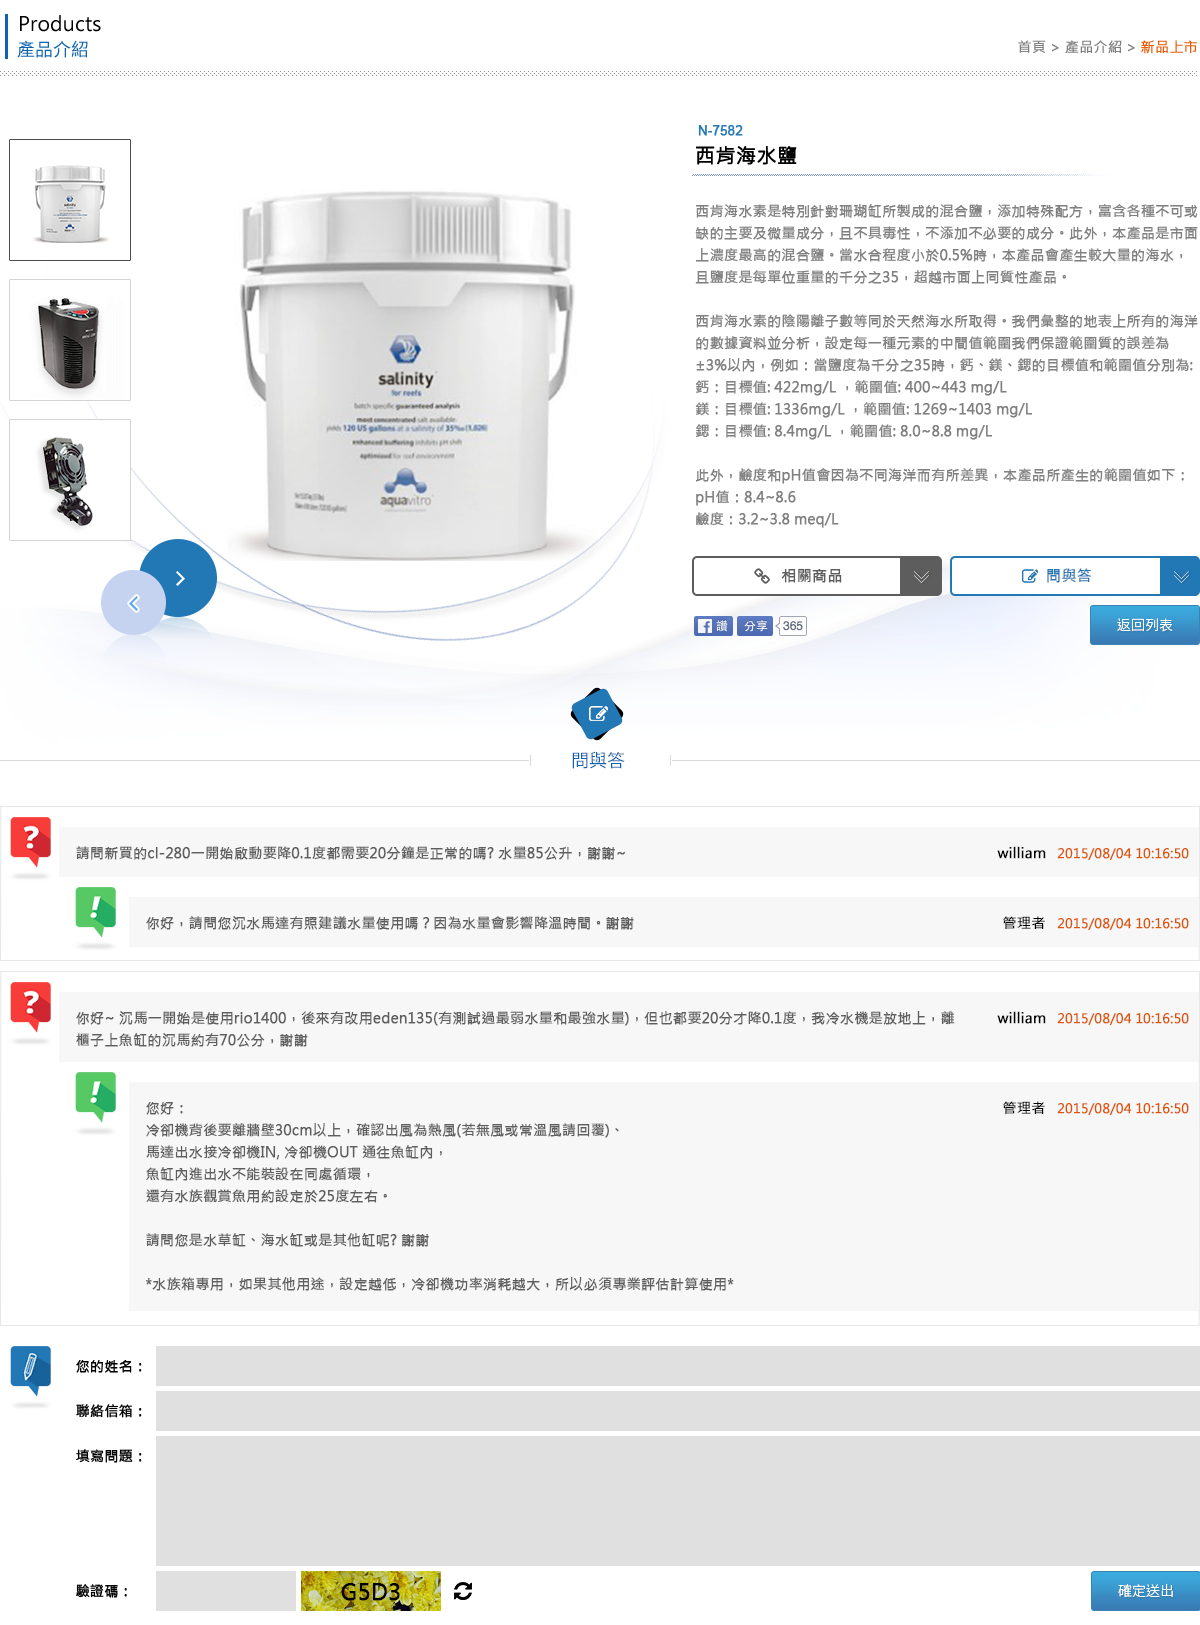 Products
產品介紹
首頁 > 產品介紹 > 新品上市
N-7582
西肯海水鹽
salinity
for reefs
batch specific guaranteed analysis
most concentrated salt available
yields 120 US gallons at a salinity of 35‰ (1.026)
enhanced buffering inhibits pH shift
optimized for reef environment
aquavitro
西肯海水素是特別針對珊瑚缸所製成的混合鹽，添加特殊配方，富含各種不可或
缺的主要及微量成分，且不具毒性，不添加不必要的成分。此外，本產品是市面
上濃度最高的混合鹽。當水合程度小於0.5%時，本產品會產生較大量的海水，
且鹽度是每單位重量的千分之35，超越市面上同質性產品。
西肯海水素的陰陽離子數等同於天然海水所取得。我們彙整的地表上所有的海洋
的數據資料並分析，設定每一種元素的中間值範圍我們保證範圍質的誤差為
±3%以內，例如：當鹽度為千分之35時，鈣、鎂、鍶的目標值和範圍值分別為:
鈣：目標值: 422mg/L ，範圍值: 400~443 mg/L
鎂：目標值: 1336mg/L ，範圍值: 1269~1403 mg/L
鍶：目標值: 8.4mg/L ，範圍值: 8.0~8.8 mg/L
此外，鹼度和pH值會因為不同海洋而有所差異，本產品所產生的範圍值如下：
pH值：8.4~8.6
鹼度：3.2~3.8 meq/L
相關商品
問與答
讚 分享 365
返回列表
問與答
請問新買的cl-280一開始啟動要降0.1度都需要20分鐘是正常的嗎? 水量85公升，謝謝~
william 2015/08/04 10:16:50
你好，請問您沉水馬達有照建議水量使用嗎？因為水量會影響降溫時間。謝謝
管理者 2015/08/04 10:16:50
你好~ 沉馬一開始是使用rio1400，後來有改用eden135(有測試過最弱水量和最強水量)，但也都要20分才降0.1度，我冷水機是放地上，離
櫃子上魚缸的沉馬約有70公分，謝謝
william 2015/08/04 10:16:50
您好：
管理者 2015/08/04 10:16:50
冷卻機背後要離牆壁30cm以上，確認出風為熱風(若無風或常溫風請回覆)、
馬達出水接冷卻機IN, 冷卻機OUT 通往魚缸內，
魚缸內進出水不能裝設在同處循環，
還有水族觀賞魚用約設定於25度左右。
請問您是水草缸、海水缸或是其他缸呢? 謝謝
*水族箱專用，如果其他用途，設定越低，冷卻機功率消耗越大，所以必須專業評估計算使用*
您的姓名：
聯絡信箱：
填寫問題：
驗證碼：
G5D3
確定送出